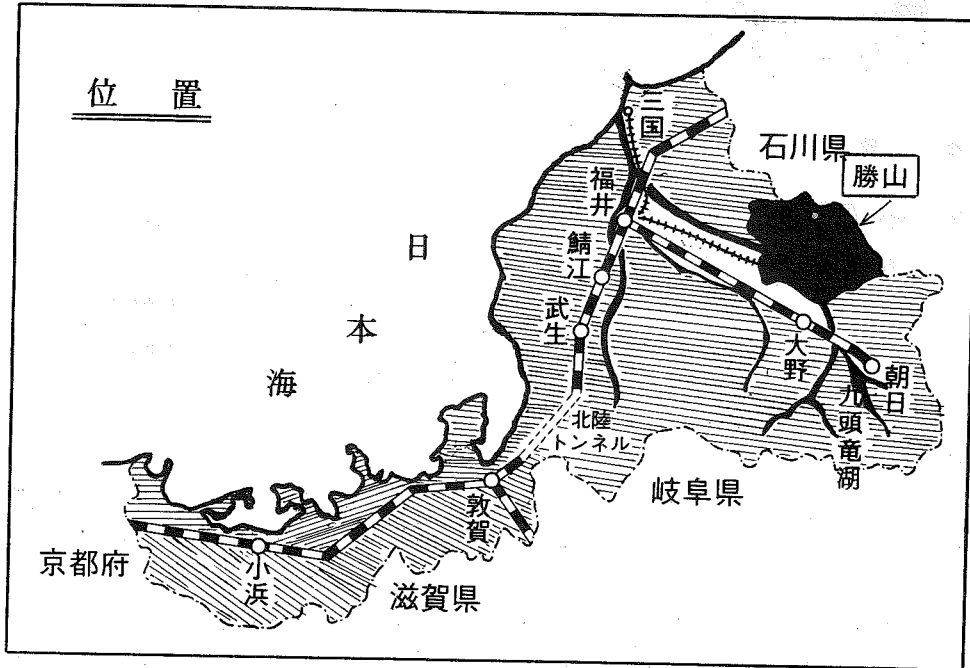 位置
三国
石川県
勝山
福井
日本海
鯖江
武生
大野
朝日
九頭竜湖
北陸
トンネル
岐阜県
敦賀
京都府
小浜
滋賀県